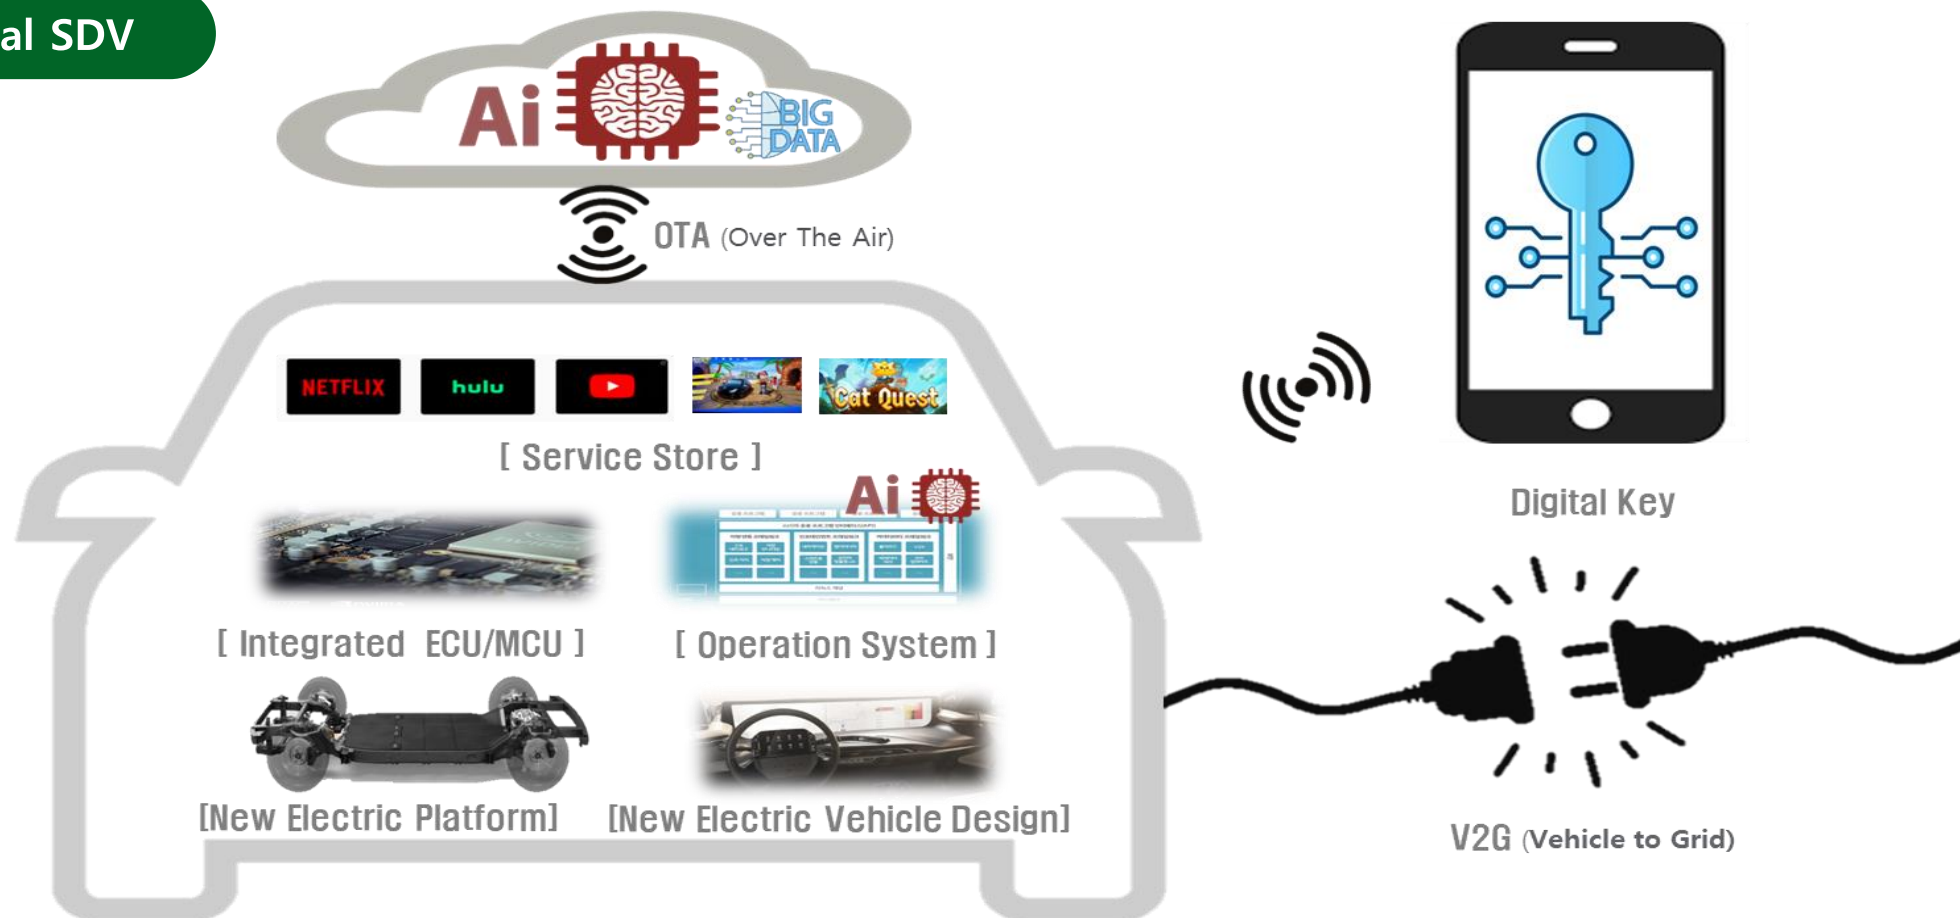 al SDV
Ai
BIG
DATA
OTA (Over The Air)
NETFLIX
hulu
Cat Quest
[ Service Store ]
Ai
[ Integrated ECU/MCU ]
[ Operation System ]
[New Electric Platform]
[New Electric Vehicle Design]
Digital Key
V2G (Vehicle to Grid)